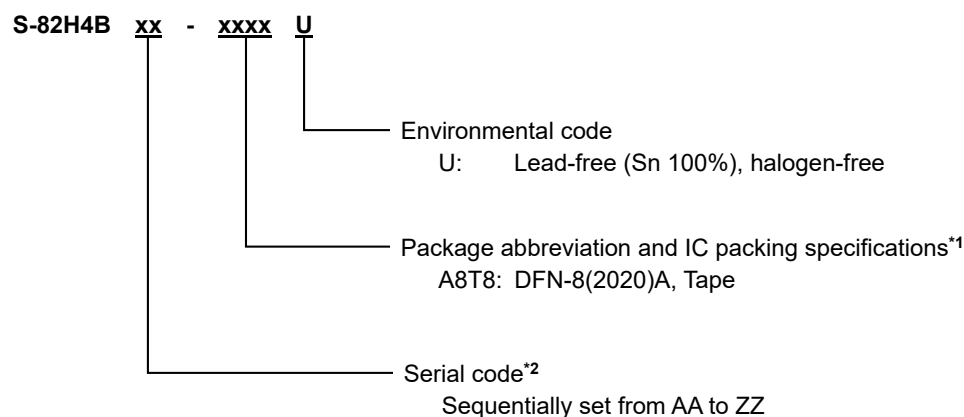 S-82H4B xx - xxxx U
Environmental code
U: Lead-free (Sn 100%), halogen-free
Package abbreviation and IC packing specifications*1
A8T8: DFN-8(2020)A, Tape
Serial code*2
Sequentially set from AA to ZZ